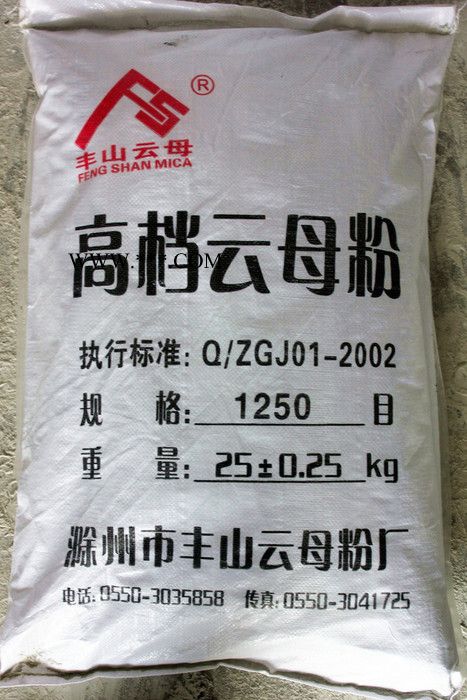 ®
丰山云母
FENG SHAN MICA
高档云母粉
WWW.**.COM
执行标准: Q/ZGJ01-2002
规 格: 1250 目
重 量: 25±0.25 kg
滁州市丰山云母粉厂
电话: 0550-3035858 传真: 0550-3041725